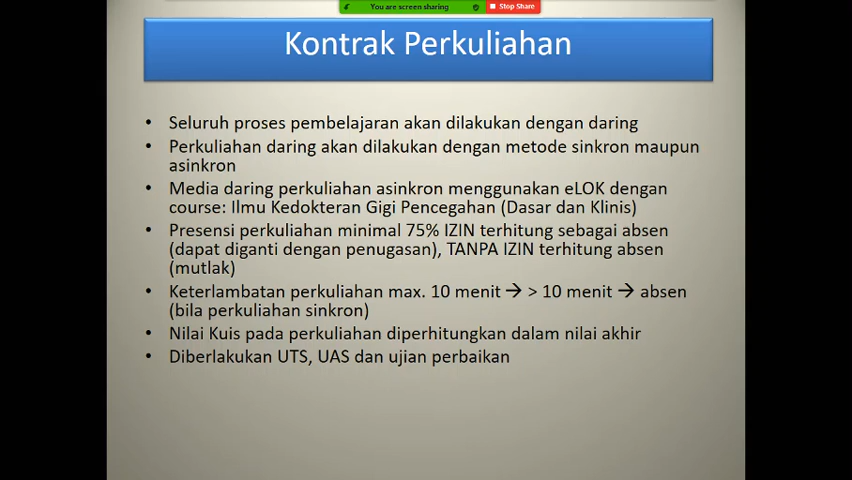 You are screen sharing
Stop Share
Kontrak Perkuliahan
• Seluruh proses pembelajaran akan dilakukan dengan daring
• Perkuliahan daring akan dilakukan dengan metode sinkron maupun
asinkron
• Media daring perkuliahan asinkron menggunakan eLOK dengan
course: Ilmu Kedokteran Gigi Pencegahan (Dasar dan Klinis)
• Presensi perkuliahan minimal 75% IZIN terhitung sebagai absen
(dapat diganti dengan penugasan), TANPA IZIN terhitung absen
(mutlak)
• Keterlambatan perkuliahan max. 10 menit → > 10 menit → absen
(bila perkuliahan sinkron)
• Nilai Kuis pada perkuliahan diperhitungkan dalam nilai akhir
• Diberlakukan UTS, UAS dan ujian perbaikan